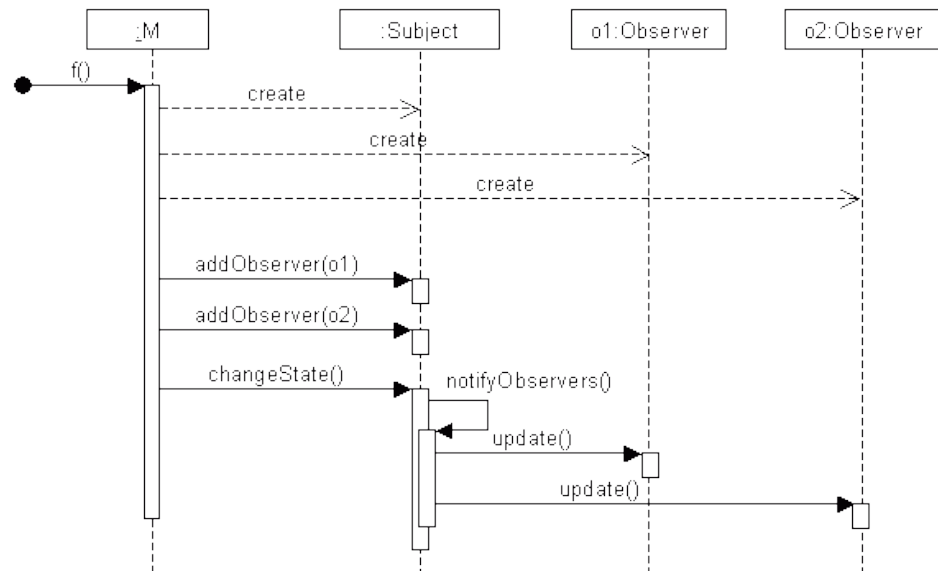 :M
:Subject
o1:Observer
o2:Observer
f()
create
create
create
addObserver(o1)
addObserver(o2)
changeState()
notifyObservers()
update()
update()